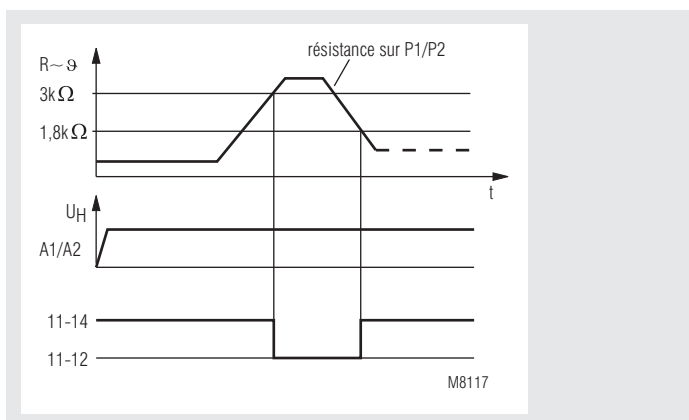 résistance sur P1/P2
R~ϑ
3kΩ
1,8kΩ
t
UH
A1/A2
11-14
11-12
M8117